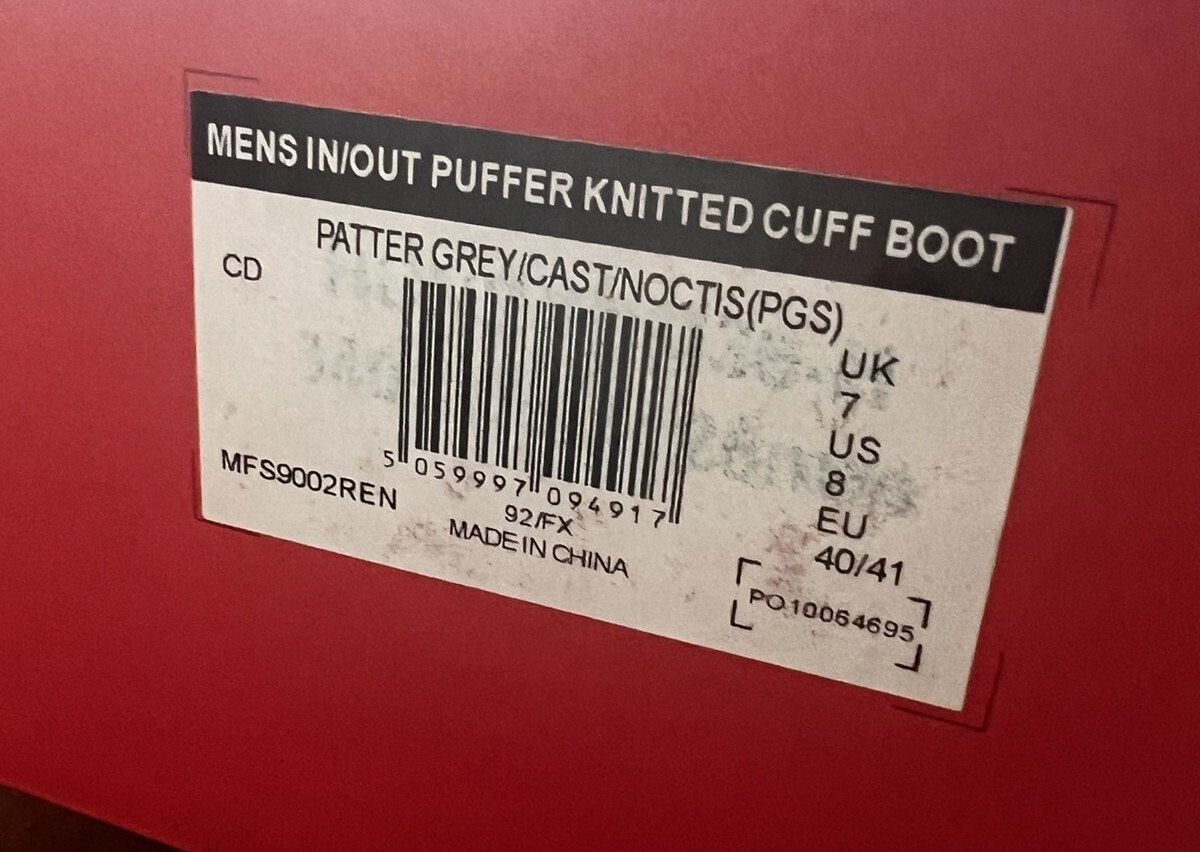 MENS IN/OUT PUFFER KNITTED CUFF BOOT
PATTER GREY/CAST/NOCTIS(PGS)
CD
UK
7
US
8
EU
40/41
5 059997 094917
MFS9002REN
92/FX
MADE IN CHINA
PO10064695